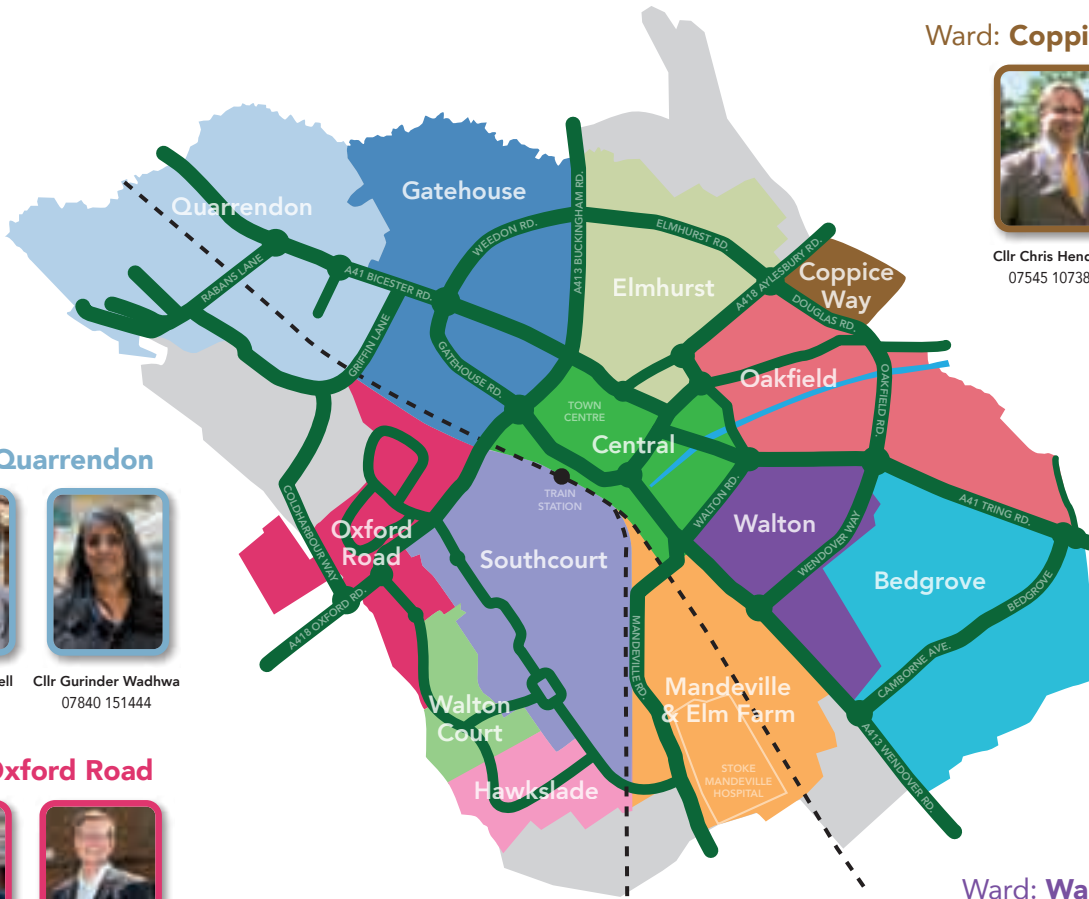 Ward: Coppi
Cllr Chris Henc
07545 10738
Quarrendon
Gatehouse
Elmhurst
Coppice
Way
Oakfield
Central
Walton
Bedgrove
Oxford
Road
Southcourt
Walton
Court
Hawkslade
Mandeville
& Elm Farm
TOWN
CENTRE
TRAIN
STATION
STOKE
MANDEVILLE
HOSPITAL
RABANS LANE
A41 BICESTER RD.
GRIFFIN LANE
WEEDON RD.
GATEHOUSE RD.
A413 BUCKINGHAM RD.
ELMHURST RD
A418 AYLESBURY RD.
DOUGLAS RD.
OAKFIELD RD.
A41 TRING RD.
WALTON RD.
WENDOVER WAY
BEDGROVE
CAMBORNE AVE.
A413 WENDOVER RD.
MANDEVILLE RD.
COLDHARBOUR WAY
A418 OXFORD RD.
Quarrendon
ell
Cllr Gurinder Wadhwa
07840 151444
Oxford Road
Ward: Wa